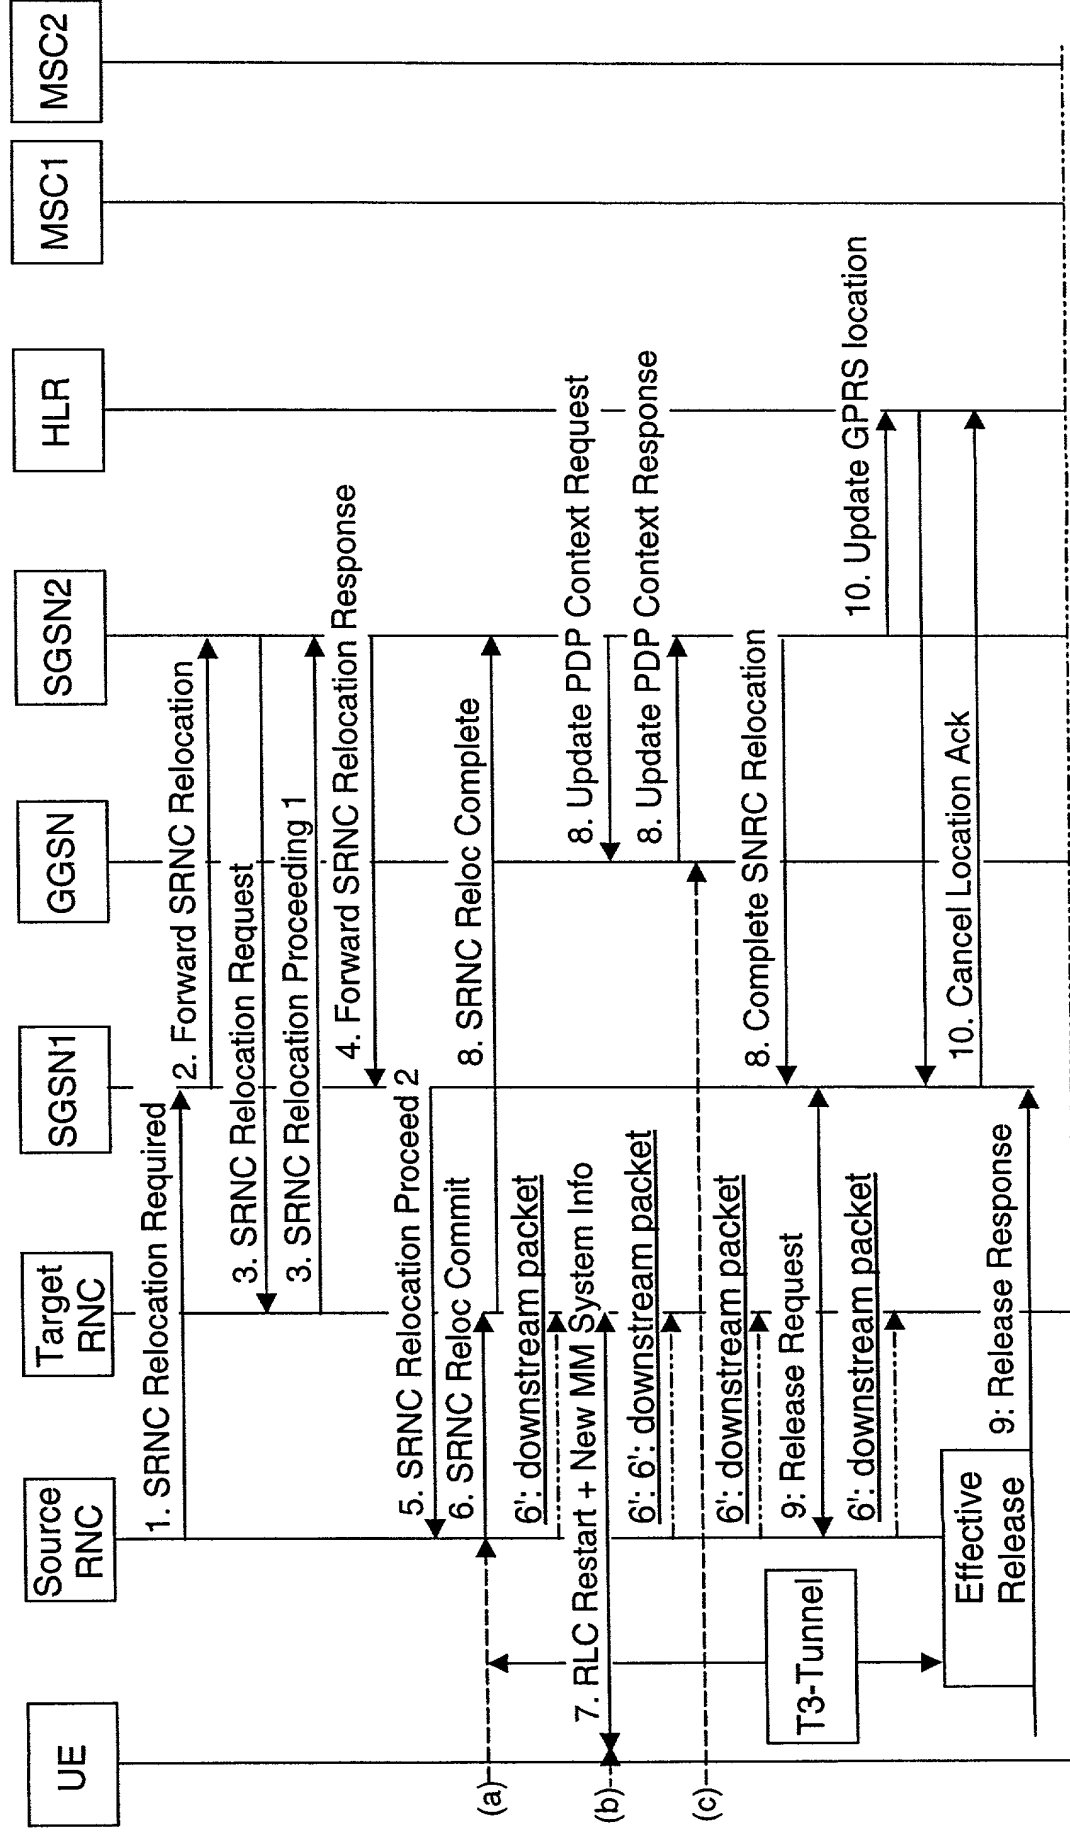 UE
Source
RNC
Target
RNC
SGSN1
GGSN
SGSN2
HLR
MSC1
MSC2
1. SRNC Relocation Required
2. Forward SRNC Relocation
3. SRNC Relocation Request
3. SRNC Relocation Proceeding 1
4. Forward SRNC Relocation Response
5. SRNC Relocation Proceed 2
6. SRNC Reloc Commit
8. SRNC Reloc Complete
(a)
6': downstream packet
7. RLC Restart + New MM System Info
(b)
8. Update PDP Context Request
6': 6': downstream packet
8. Update PDP Context Response
(c)
6': downstream packet
8. Complete SNRC Relocation
9: Release Request
T3-Tunnel
6': downstream packet
10. Update GPRS location
10. Cancel Location Ack
Effective
Release
9: Release Response